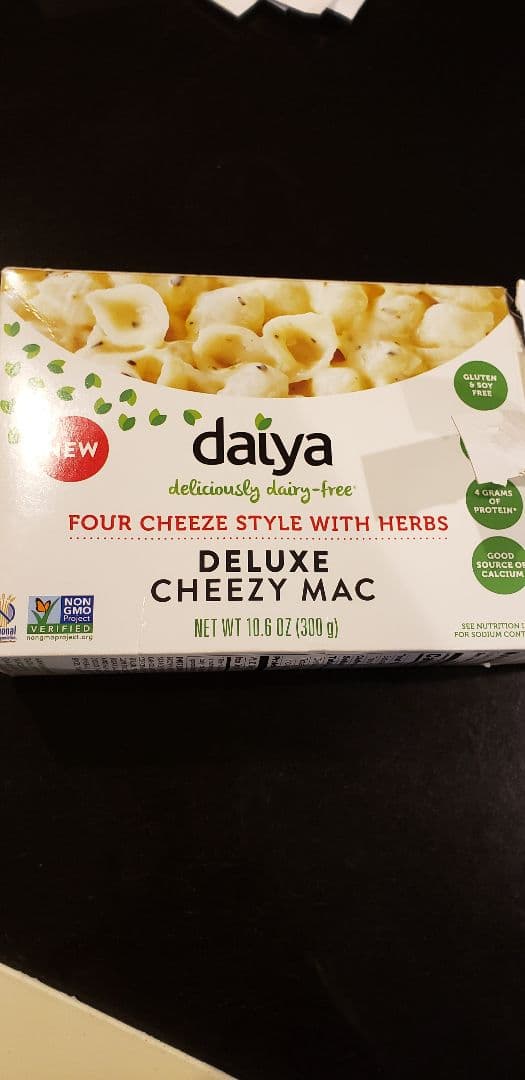 GLUTEN
& SOY
FREE
NEW
daiya
deliciously dairy-free
4 GRAMS
OF
PROTEIN*
FOUR CHEEZE STYLE WITH HERBS
DELUXE
CHEEZY MAC
GOOD
SOURCE OF
CALCIUM
NET WT 10.6 OZ (300 g)
NON
GMO
Project
VERIFIED
nongmoproject.org
SEE NUTRITION
FOR SODIUM CONT